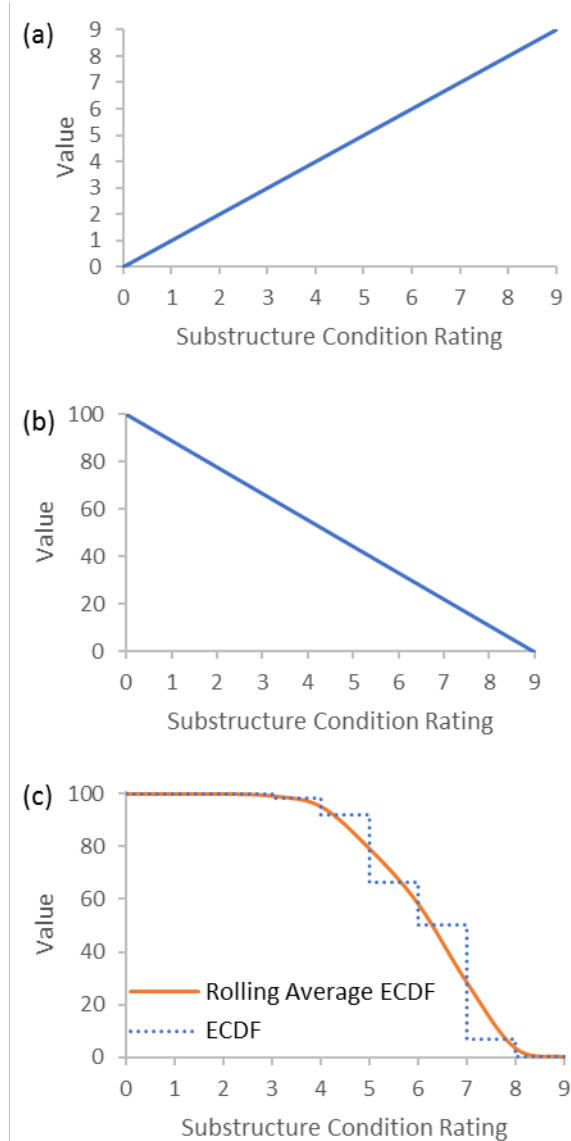 (a)
9
8
7
6
5
4
3
2
1
0
Value
0 1 2 3 4 5 6 7 8 9
Substructure Condition Rating
(b)
100
80
60
40
20
0
Value
0 1 2 3 4 5 6 7 8 9
Substructure Condition Rating
(c)
100
80
60
40
20
0
Value
Rolling Average ECDF
ECDF
0 1 2 3 4 5 6 7 8 9
Substructure Condition Rating